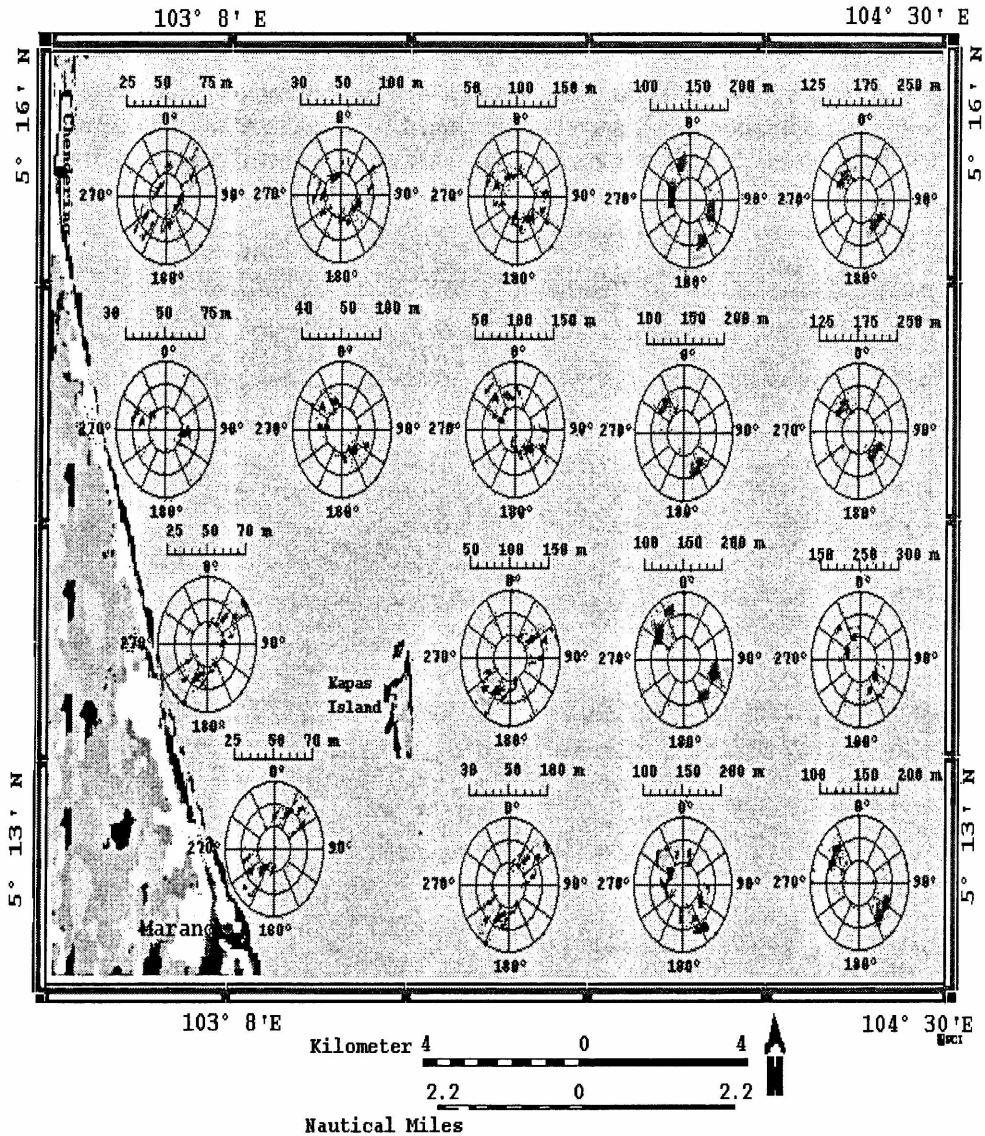 103° 8' E 104° 30' E
5° 16' N 5° 16' N
25 50 75 m 30 50 100 m 50 100 150 m 100 150 200 m 125 175 250 m
Chendering
0° 0° 0° 0° 0°
270° 90° 270° 90° 270° 90° 270° 90° 270° 90°
180° 180° 180° 180° 180°
30 50 75 m 40 50 100 m 50 100 150 m 100 150 200 m 125 175 250 m
0° 0° 0° 0° 0°
270° 90° 270° 90° 270° 90° 270° 90° 270° 90°
180° 180° 180° 180° 180°
25 50 70 m 50 100 150 m 100 150 200 m 150 250 300 m
0° 0° 0° 0°
270° 90° 270° 90° 270° 90° 270° 90°
180° 180° 180° 180°
Kapas
Island
25 50 70 m 30 50 100 m 100 150 200 m 100 150 200 m
0° 0° 0° 0°
270° 90° 270° 90° 270° 90° 270° 90°
180° 180° 180° 180°
Marang
5° 13' N 5° 13' N
103° 8'E 104° 30'E
Kilometer 4 0 4
2.2 0 2.2
N
Nautical Miles